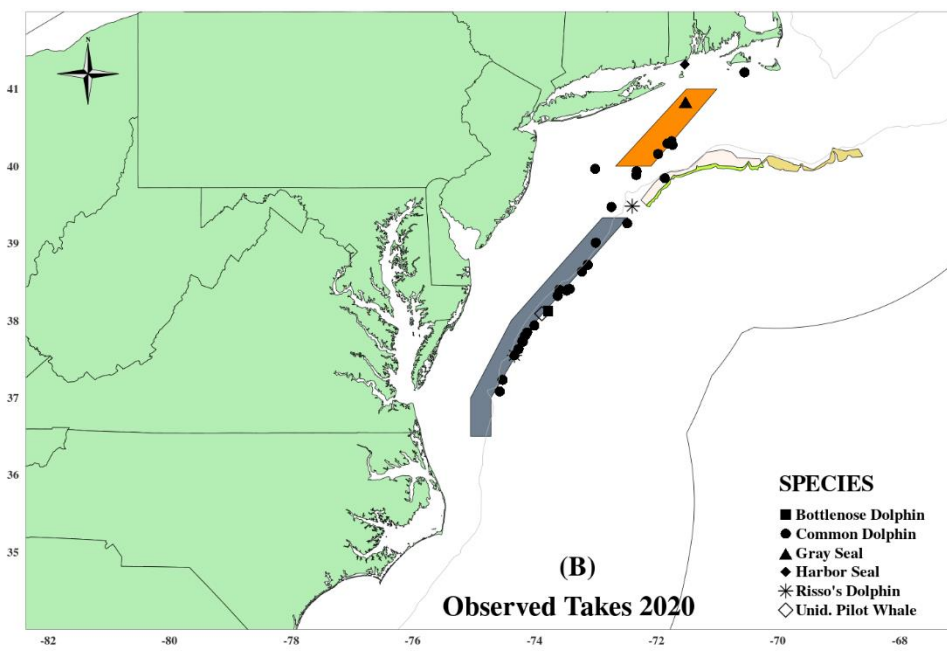 N
41
40
39
38
37
36
35
SPECIES
Bottlenose Dolphin
Common Dolphin
Gray Seal
Harbor Seal
Risso's Dolphin
Unid. Pilot Whale
(B)
Observed Takes 2020
-82
-80
-78
-76
-74
-72
-70
-68